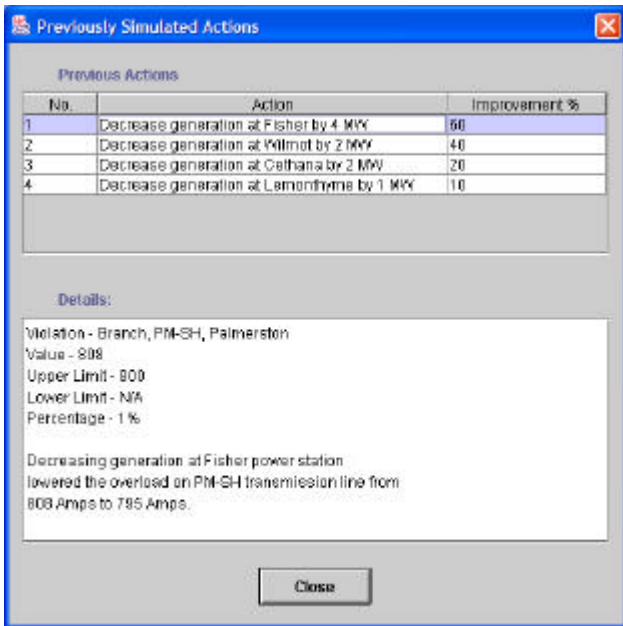 Previously Simulated Actions
Previous Actions
No. Action Improvement %
1 Decrease generation at Fisher by 4 MW 60
2 Decrease generation at Wilmot by 2 MW 40
3 Decrease generation at Cethana by 2 MW 20
4 Decrease generation at Lemonthyme by 1 MW 10
Details:
Violation - Branch, PM-SH, Palmerston
Value - 808
Upper Limit - 800
Lower Limit - N/A
Percentage - 1%
Decreasing generation at Fisher power station
lowered the overload on PM-SH transmission line from
808 Amps to 795 Amps.
Close